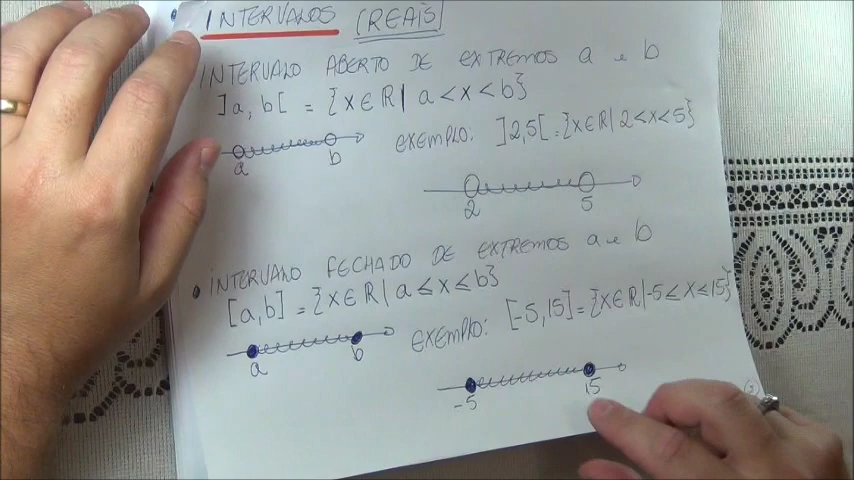 INTERVALOS (REAIS)
INTERVALO ABERTO DE EXTREMOS a e b
]a, b[ = {x ∈ R | a < x < b}
a b
EXEMPLO: ]2,5[ = {x ∈ R | 2 < x < 5}
2 5
• INTERVALO FECHADO DE EXTREMOS a e b
[a, b] = {x ∈ R | a ≤ x ≤ b}
a b
EXEMPLO: [-5, 15] = {x ∈ R | -5 ≤ x ≤ 15}
-5 15